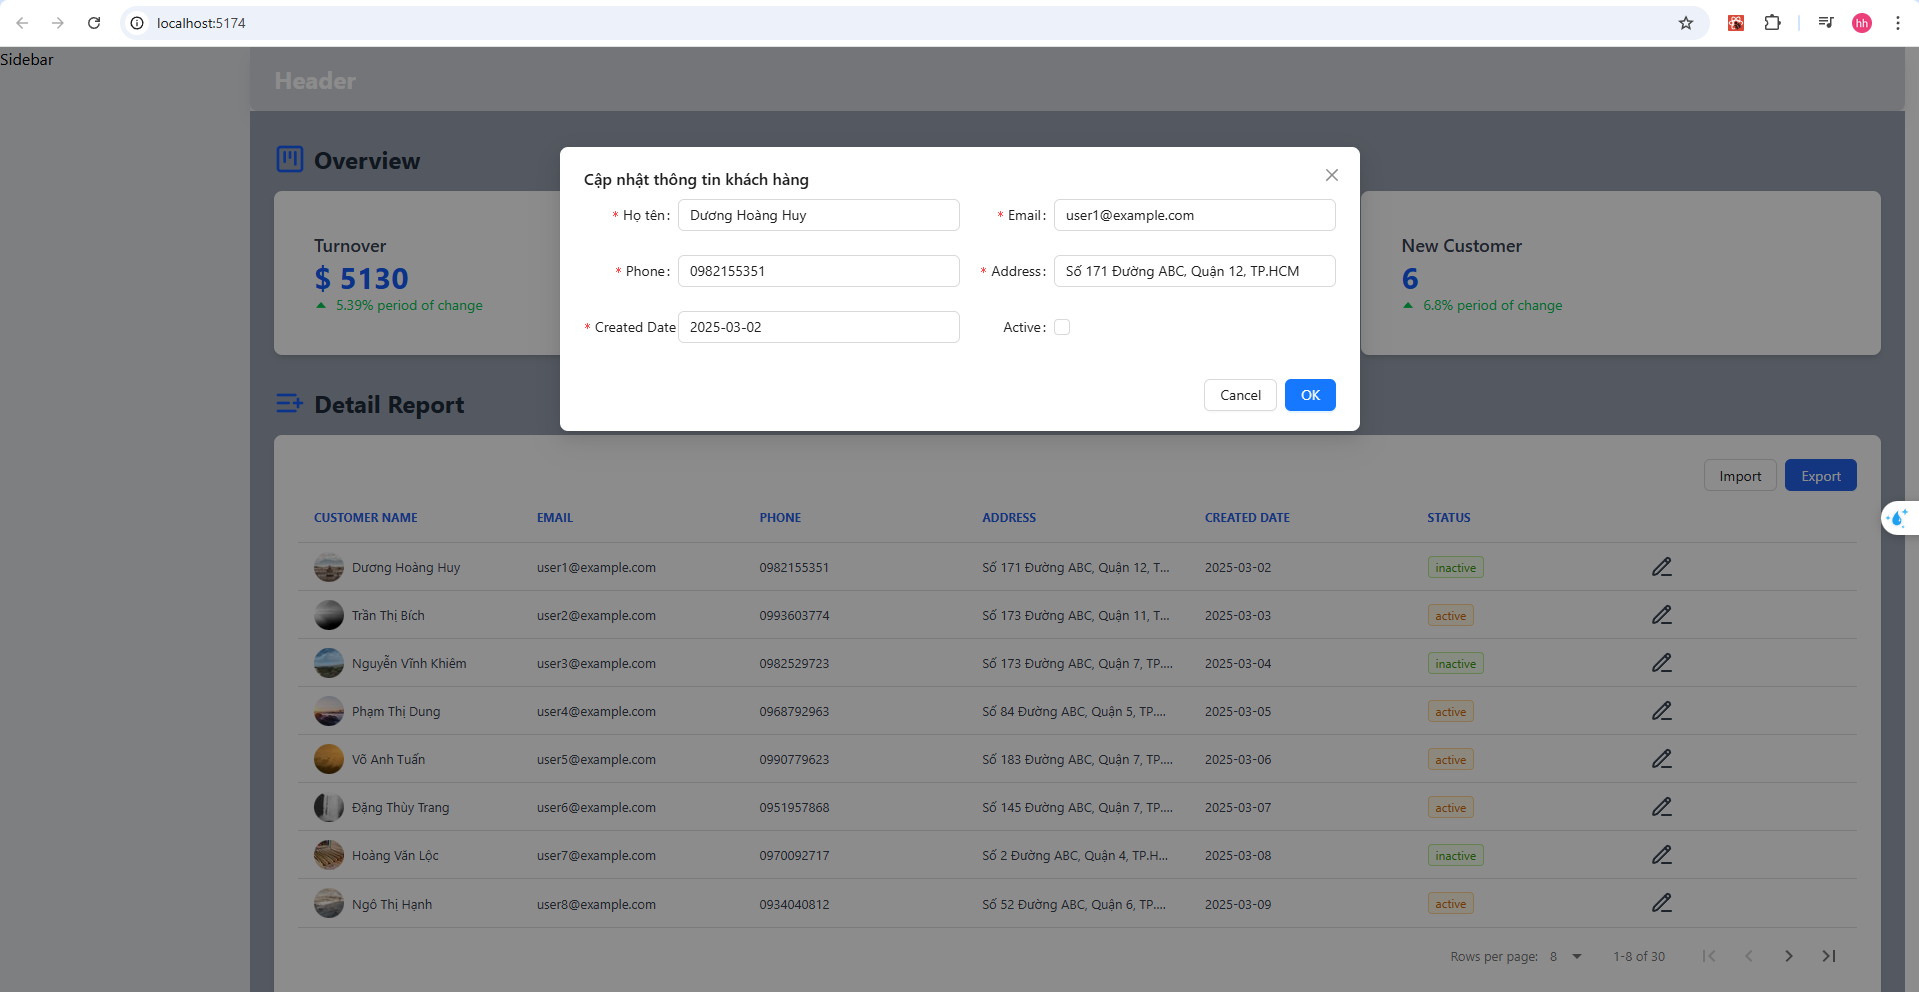 localhost:5174
hh
Sidebar
Header
Overview
Turnover
$ 5130
5.39% period of change
New Customer
6
6.8% period of change
Cập nhật thông tin khách hàng
* Họ tên: Dương Hoàng Huy * Email: user1@example.com
* Phone: 0982155351 * Address: Số 171 Đường ABC, Quận 12, TP.HCM
* Created Date 2025-03-02 Active:
Cancel OK
Detail Report
Import Export
CUSTOMER NAME EMAIL PHONE ADDRESS CREATED DATE STATUS
Dương Hoàng Huy user1@example.com 0982155351 Số 171 Đường ABC, Quận 12, T... 2025-03-02 inactive
Trần Thị Bích user2@example.com 0993603774 Số 173 Đường ABC, Quận 11, T... 2025-03-03 active
Nguyễn Vĩnh Khiêm user3@example.com 0982529723 Số 173 Đường ABC, Quận 7, TP.... 2025-03-04 inactive
Phạm Thị Dung user4@example.com 0968792963 Số 84 Đường ABC, Quận 5, TP.... 2025-03-05 active
Võ Anh Tuấn user5@example.com 0990779623 Số 183 Đường ABC, Quận 7, TP.... 2025-03-06 active
Đặng Thùy Trang user6@example.com 0951957868 Số 145 Đường ABC, Quận 7, TP.... 2025-03-07 active
Hoàng Văn Lộc user7@example.com 0970092717 Số 2 Đường ABC, Quận 4, TP.H... 2025-03-08 inactive
Ngô Thị Hạnh user8@example.com 0934040812 Số 52 Đường ABC, Quận 6, TP.... 2025-03-09 active
Rows per page: 8 1-8 of 30